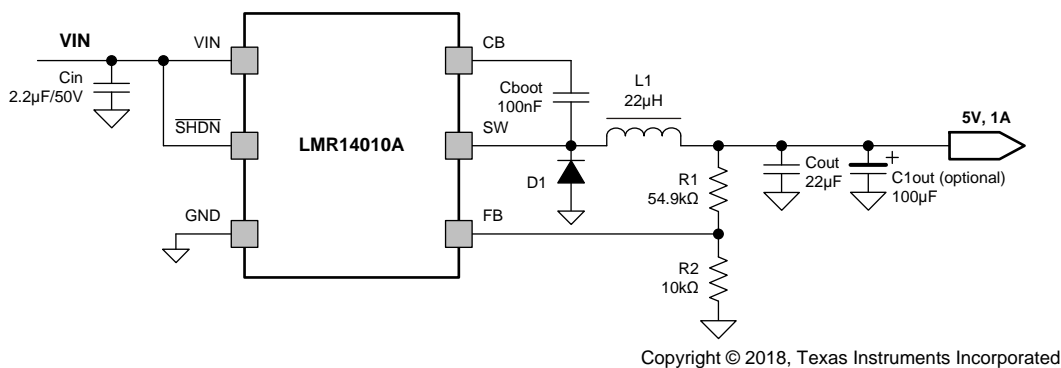 VIN
Cin
2.2µF/50V
VIN
SHDN
GND
LMR14010A
CB
SW
FB
Cboot
100nF
D1
L1
22µH
R1
54.9kΩ
R2
10kΩ
Cout
22µF
+
C1out (optional)
100µF
5V, 1A
Copyright © 2018, Texas Instruments Incorporated